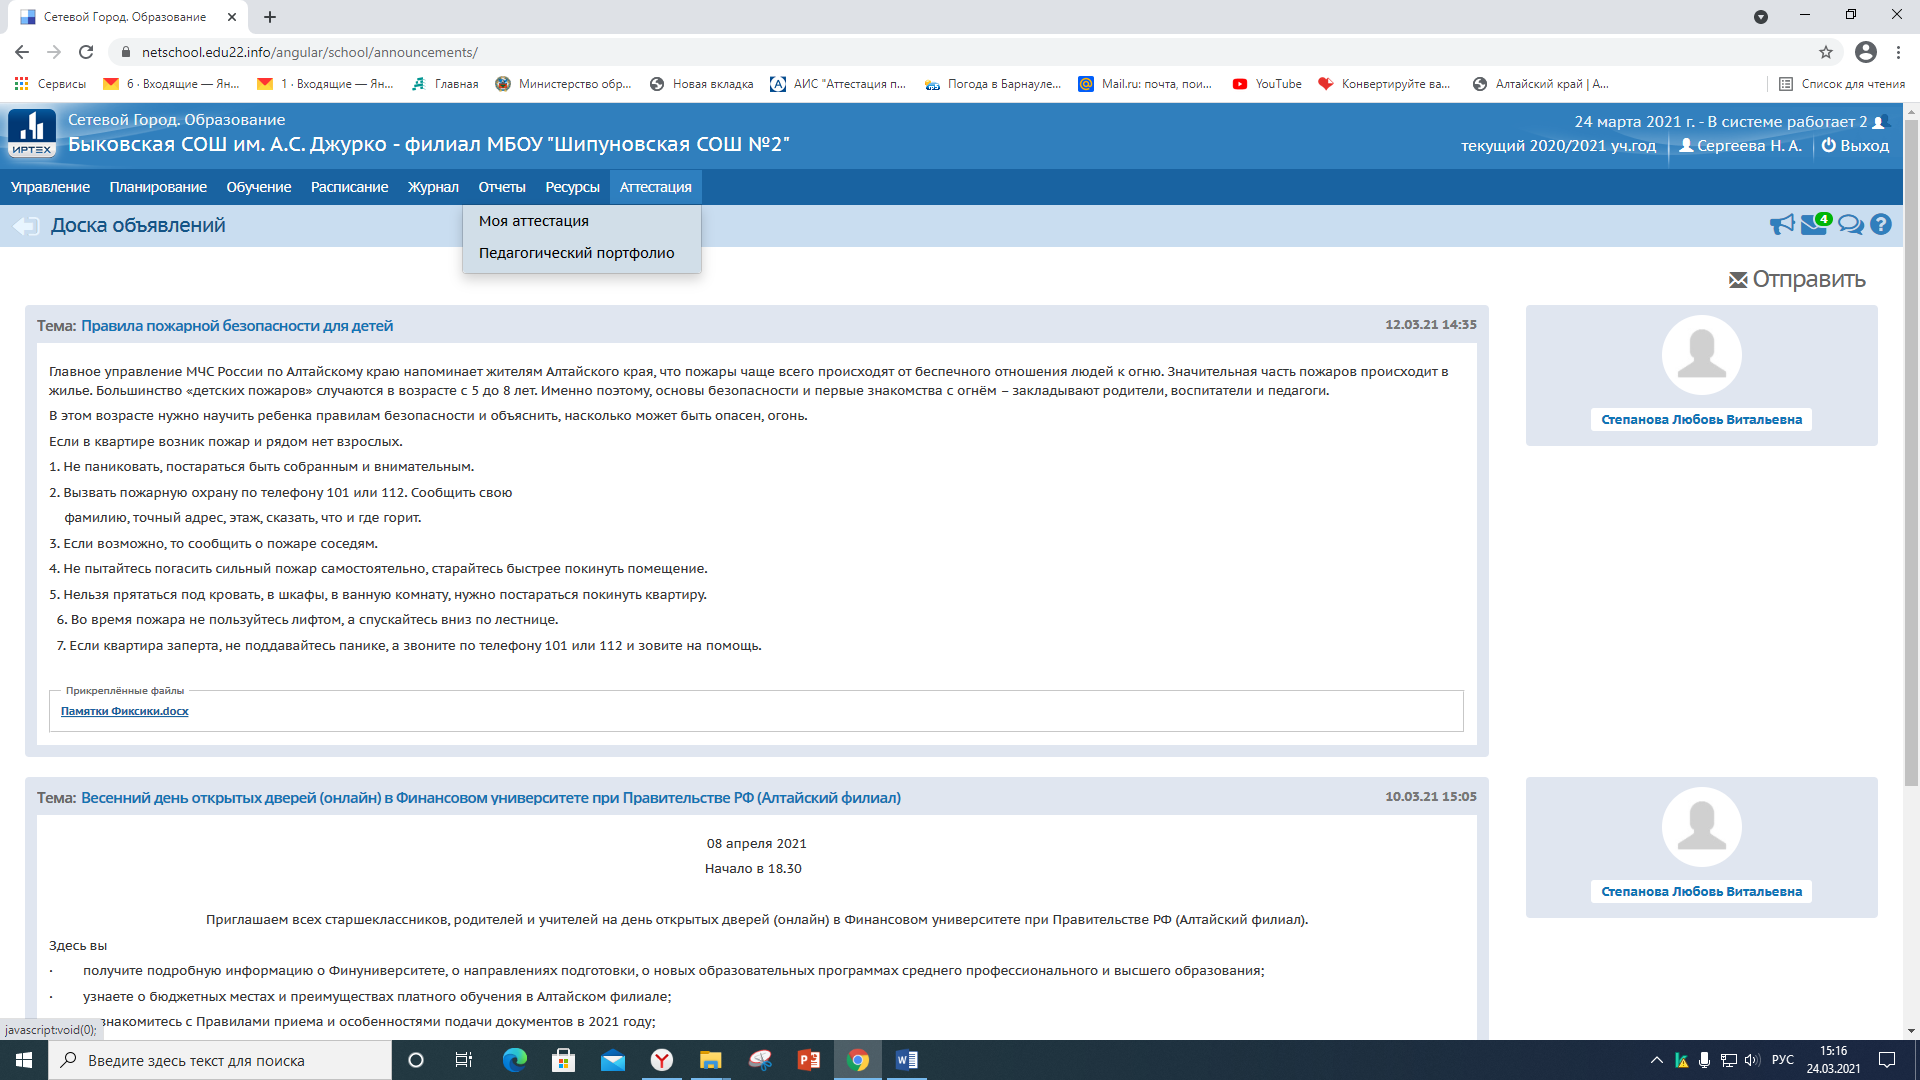 Сетевой Город. Образование
netschool.edu22.info/angular/school/announcements/
Сервисы
6 · Входящие — Ян...
1 · Входящие — Ян...
Главная
Министерство обр...
Новая вкладка
АИС "Аттестация п...
Погода в Барнауле...
Mail.ru: почта, пои...
YouTube
Конвертируйте ва...
Алтайский край | А...
Список для чтения
ИРТЕХ
Сетевой Город. Образование
Быковская СОШ им. А.С. Джурко - филиал МБОУ "Шипуновская СОШ №2"
24 марта 2021 г. - В системе работает 2
текущий 2020/2021 уч.год
Сергеева Н. А.
Выход
Управление Планирование Обучение Расписание Журнал Отчеты Ресурсы Аттестация
Моя аттестация
Педагогический портфолио
Доска объявлений
4
Отправить
Тема: Правила пожарной безопасности для детей
12.03.21 14:35
Главное управление МЧС России по Алтайскому краю напоминает жителям Алтайского края, что пожары чаще всего происходят от беспечного отношения людей к огню. Значительная часть пожаров происходит в
жилье. Большинство «детских пожаров» случаются в возрасте с 5 до 8 лет. Именно поэтому, основы безопасности и первые знакомства с огнём – закладывают родители, воспитатели и педагоги.
В этом возрасте нужно научить ребенка правилам безопасности и объяснить, насколько может быть опасен, огонь.
Если в квартире возник пожар и рядом нет взрослых.
1. Не паниковать, постараться быть собранным и внимательным.
2. Вызвать пожарную охрану по телефону 101 или 112. Сообщить свою
фамилию, точный адрес, этаж, сказать, что и где горит.
3. Если возможно, то сообщить о пожаре соседям.
4. Не пытайтесь погасить сильный пожар самостоятельно, старайтесь быстрее покинуть помещение.
5. Нельзя прятаться под кровать, в шкафы, в ванную комнату, нужно постараться покинуть квартиру.
6. Во время пожара не пользуйтесь лифтом, а спускайтесь вниз по лестнице.
7. Если квартира заперта, не поддавайтесь панике, а звоните по телефону 101 или 112 и зовите на помощь.
Прикреплённые файлы
Памятки Фиксики.docx
Степанова Любовь Витальевна
Тема: Весенний день открытых дверей (онлайн) в Финансовом университете при Правительстве РФ (Алтайский филиал)
10.03.21 15:05
08 апреля 2021
Начало в 18.30
Приглашаем всех старшеклассников, родителей и учителей на день открытых дверей (онлайн) в Финансовом университете при Правительстве РФ (Алтайский филиал).
Здесь вы
· получите подробную информацию о Финуниверситете, о направлениях подготовки, о новых образовательных программах среднего профессионального и высшего образования;
· узнаете о бюджетных местах и преимуществах платного обучения в Алтайском филиале;
знакомитесь с Правилами приема и особенностями подачи документов в 2021 году;
Степанова Любовь Витальевна
javascript:void(0);
Введите здесь текст для поиска
РУС
15:16
24.03.2021